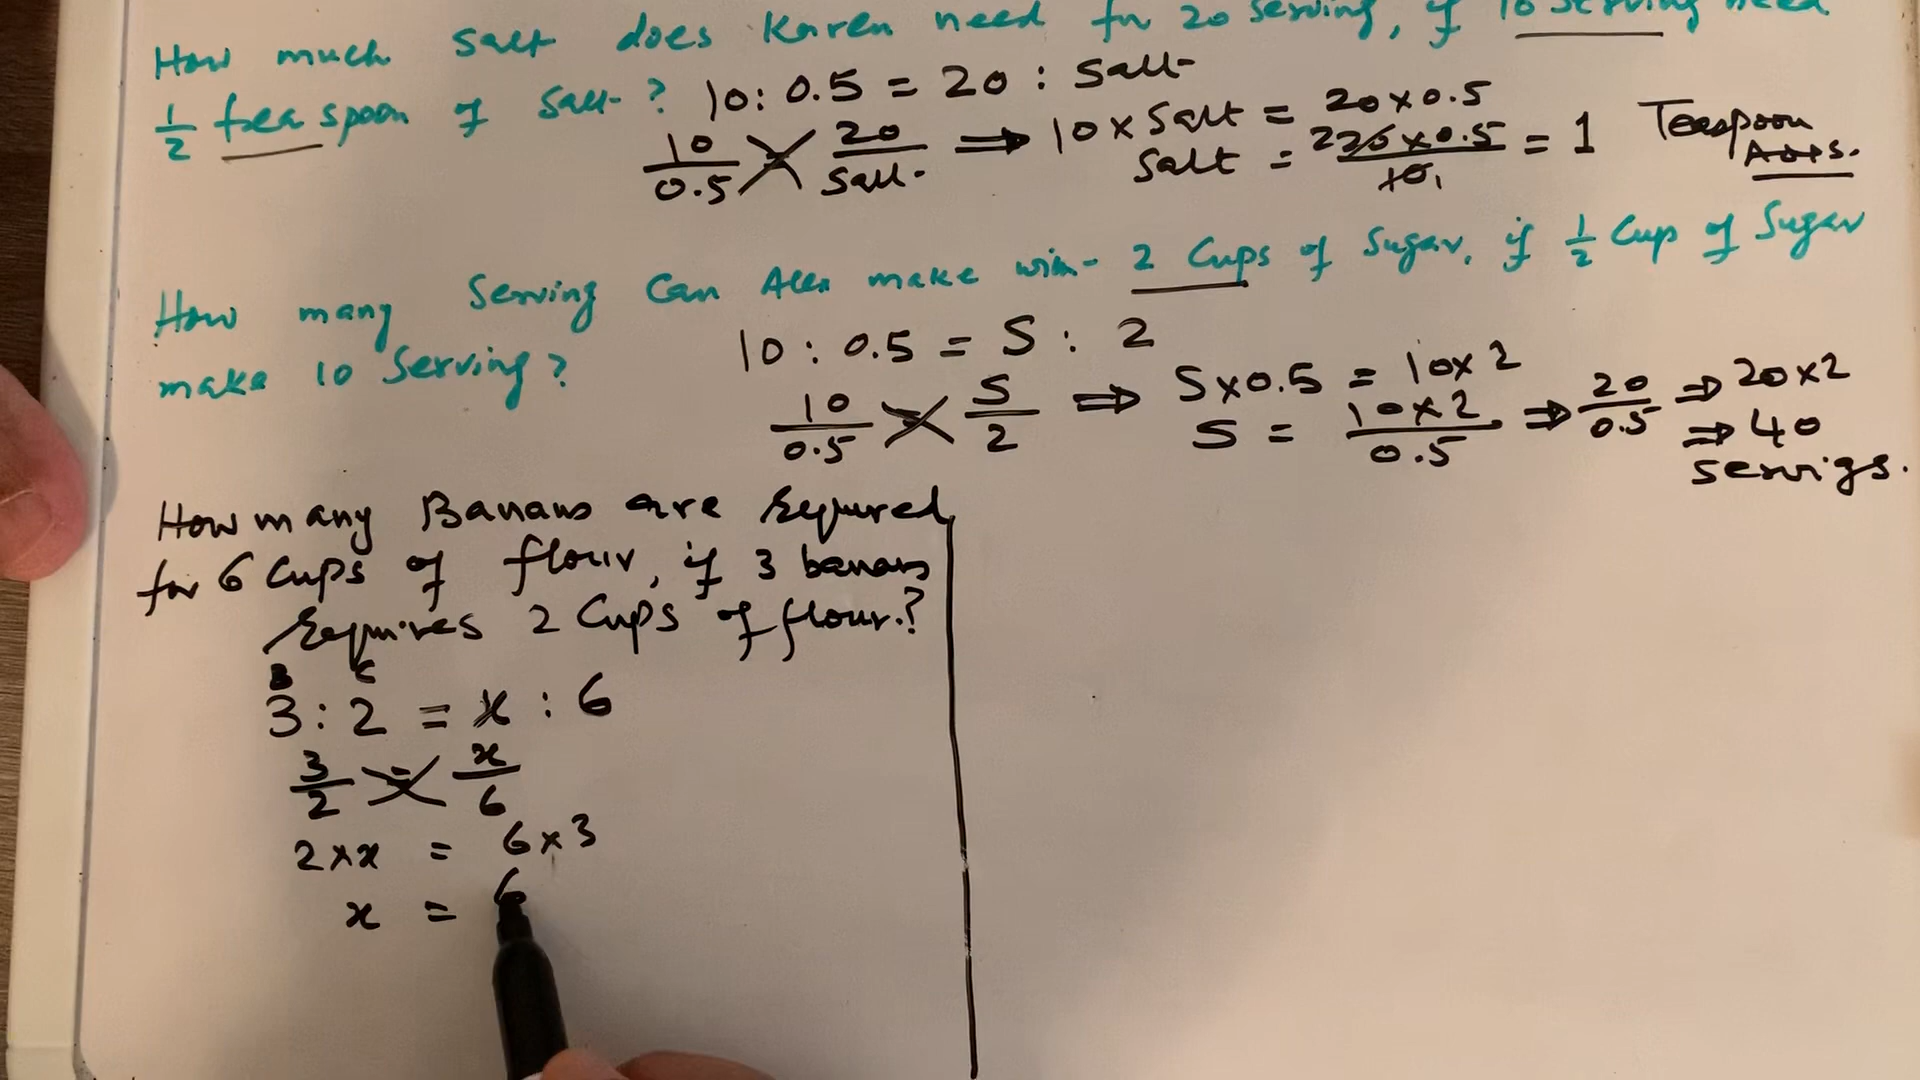 How much salt does Karen need for 20 serving, if 10 serving need
1/2 tea spoon of salt? 10 : 0.5 = 20 : salt
10/0.5 = 20/salt ⇒ 10 x salt = 20 x 0.5
salt = 2 20 x 0.5 / 10 1 = 1 Teaspoon
Ans.
How many Serving Can Alex make with 2 Cups of Sugar, if 1/2 Cup of Sugar
make 10 Serving?
10 : 0.5 = S : 2
10/0.5 = S/2 ⇒ S x 0.5 = 10 x 2
S = 10 x 2 / 0.5 ⇒ 20/0.5 ⇒ 20 x 2
⇒ 40
servigs.
How many Banans are required
for 6 Cups of flour, if 3 banans
requires 2 Cups of flour.?
B C
3 : 2 = x : 6
3/2 = x/6
2 x x = 6 x 3
x = 6